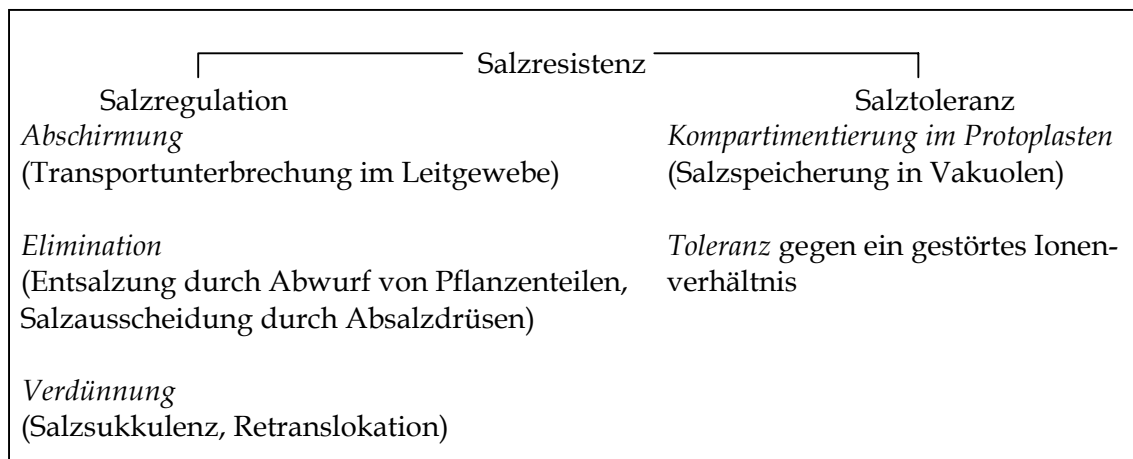 Salzresistenz
Salzregulation
Abschirmung
(Transportunterbrechung im Leitgewebe)
Elimination
(Entsalzung durch Abwurf von Pflanzenteilen,
Salzausscheidung durch Absalzdrüsen)
Verdünnung
(Salzsukkulenz, Retranslokation)
Salztoleranz
Kompartimentierung im Protoplasten
(Salzspeicherung in Vakuolen)
Toleranz gegen ein gestörtes Ionen-
verhältnis